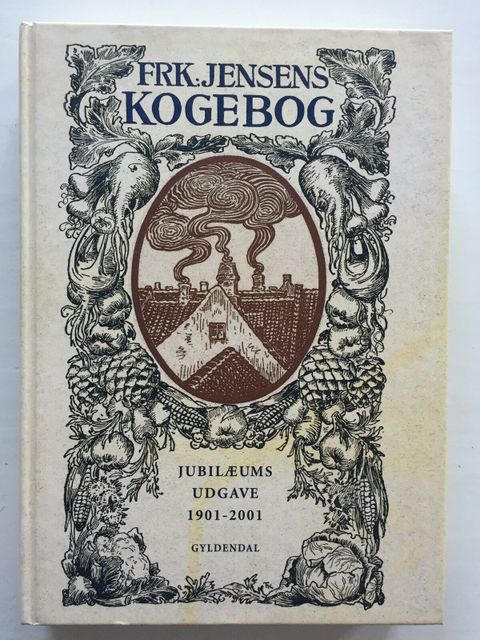 FRK: JENSENS
KOGEBOG
JUBILÆUMS
UDGAVE
1901-2001
GYLDENDAL